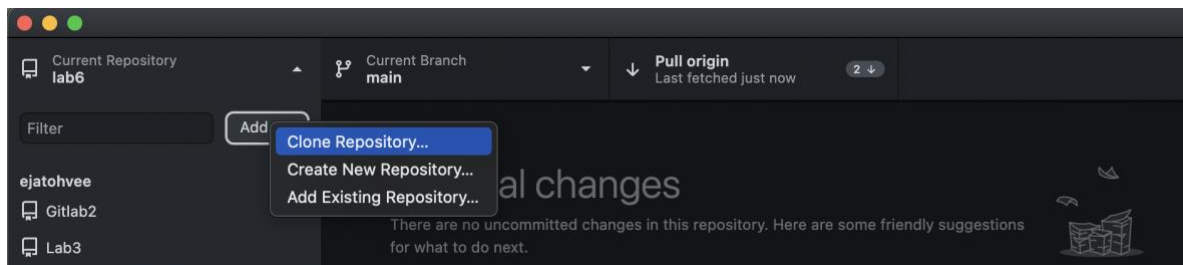 Current Repository
lab6
Current Branch
main
Pull origin
Last fetched just now
2
Filter
Add
Clone Repository...
Create New Repository...
Add Existing Repository...
ejatohvee
Gitlab2
Lab3
al changes
There are no uncommitted changes in this repository. Here are some friendly suggestions
for what to do next.